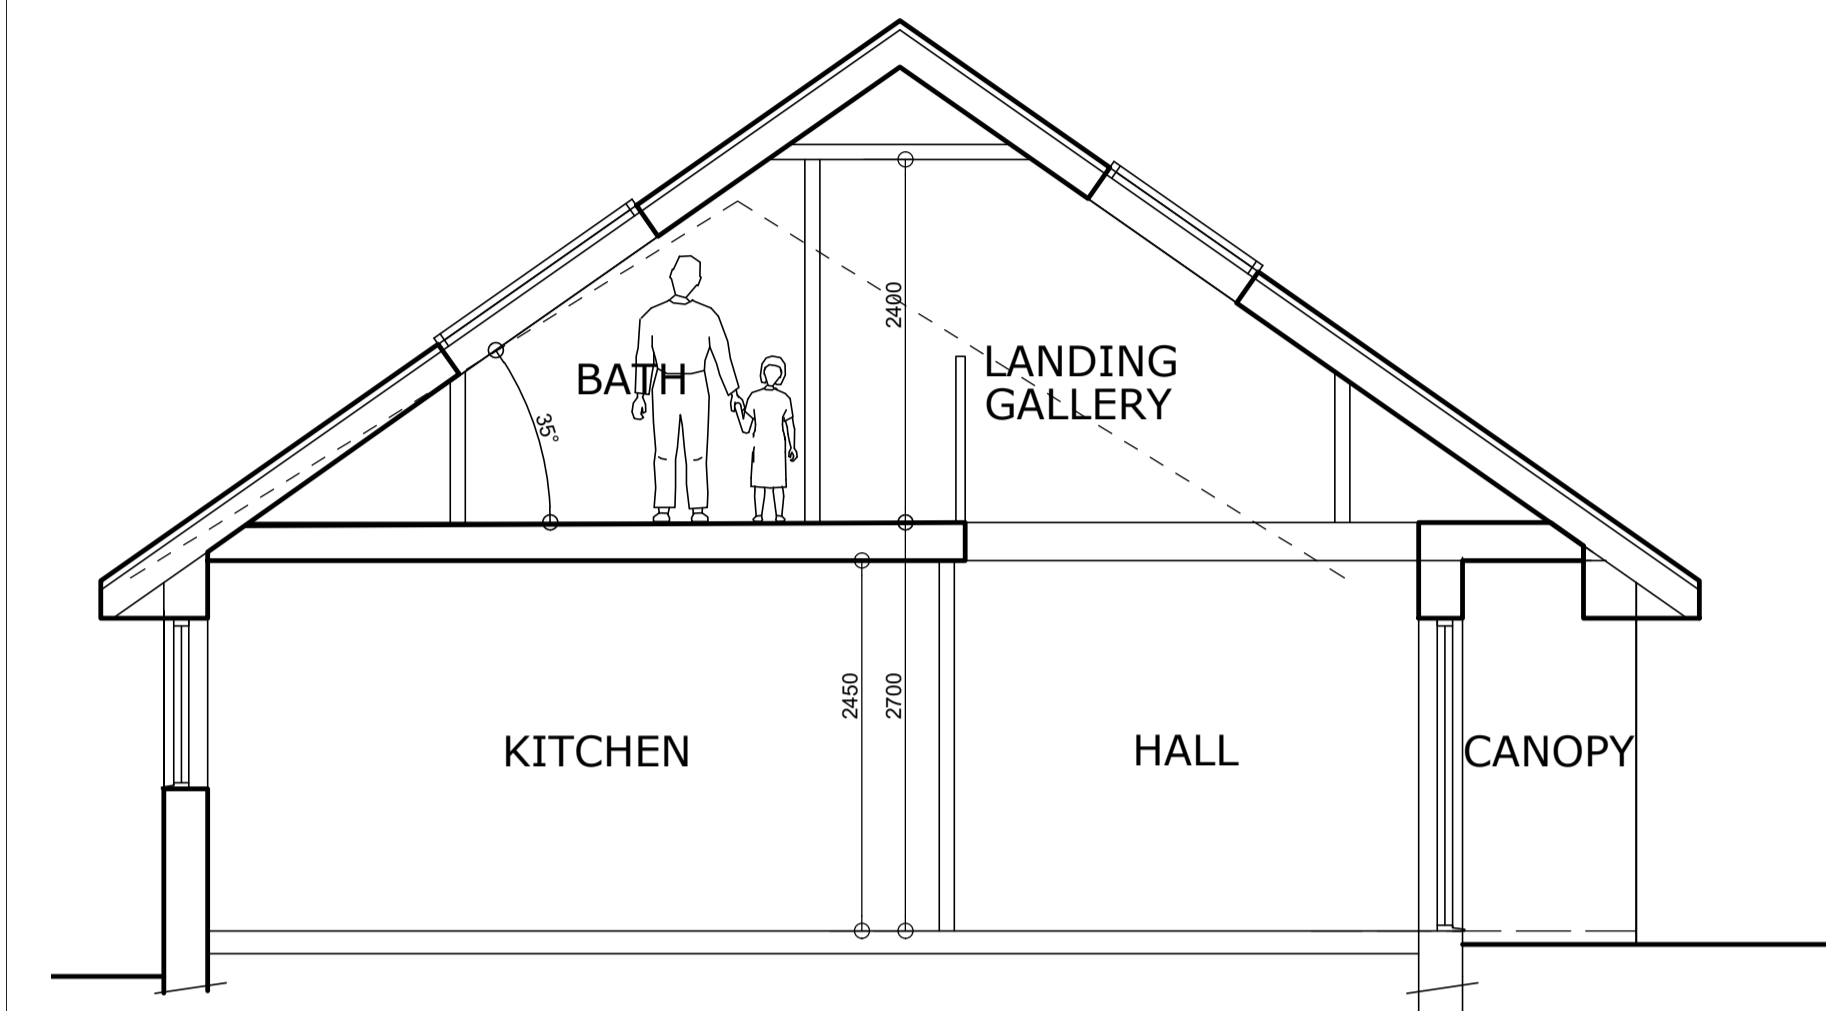 2400
LANDING
GALLERY
BATH
35°
2450
2700
KITCHEN
HALL
CANOPY